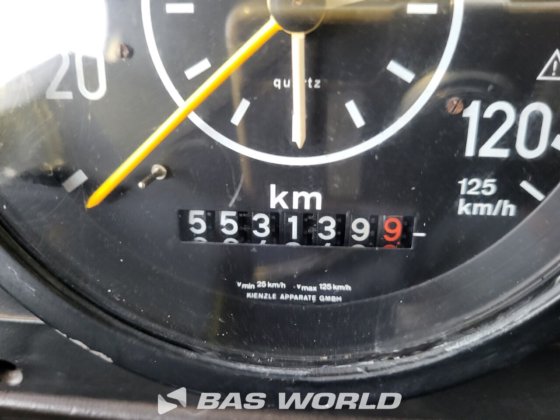 20
quartz
120
km
125
km/h
5531399
Vmin 25 km/h · Vmax 125 km/h
KIENZLE APPARATE GMBH
BAS WORLD